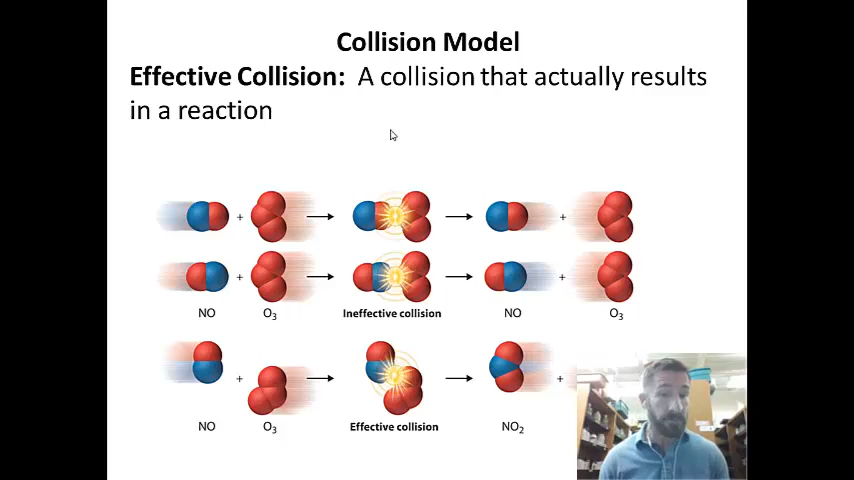 Collision Model
Effective Collision: A collision that actually results
in a reaction
+ +
+ +
NO O₃ Ineffective collision NO O₃
+ +
NO O₃ Effective collision NO₂